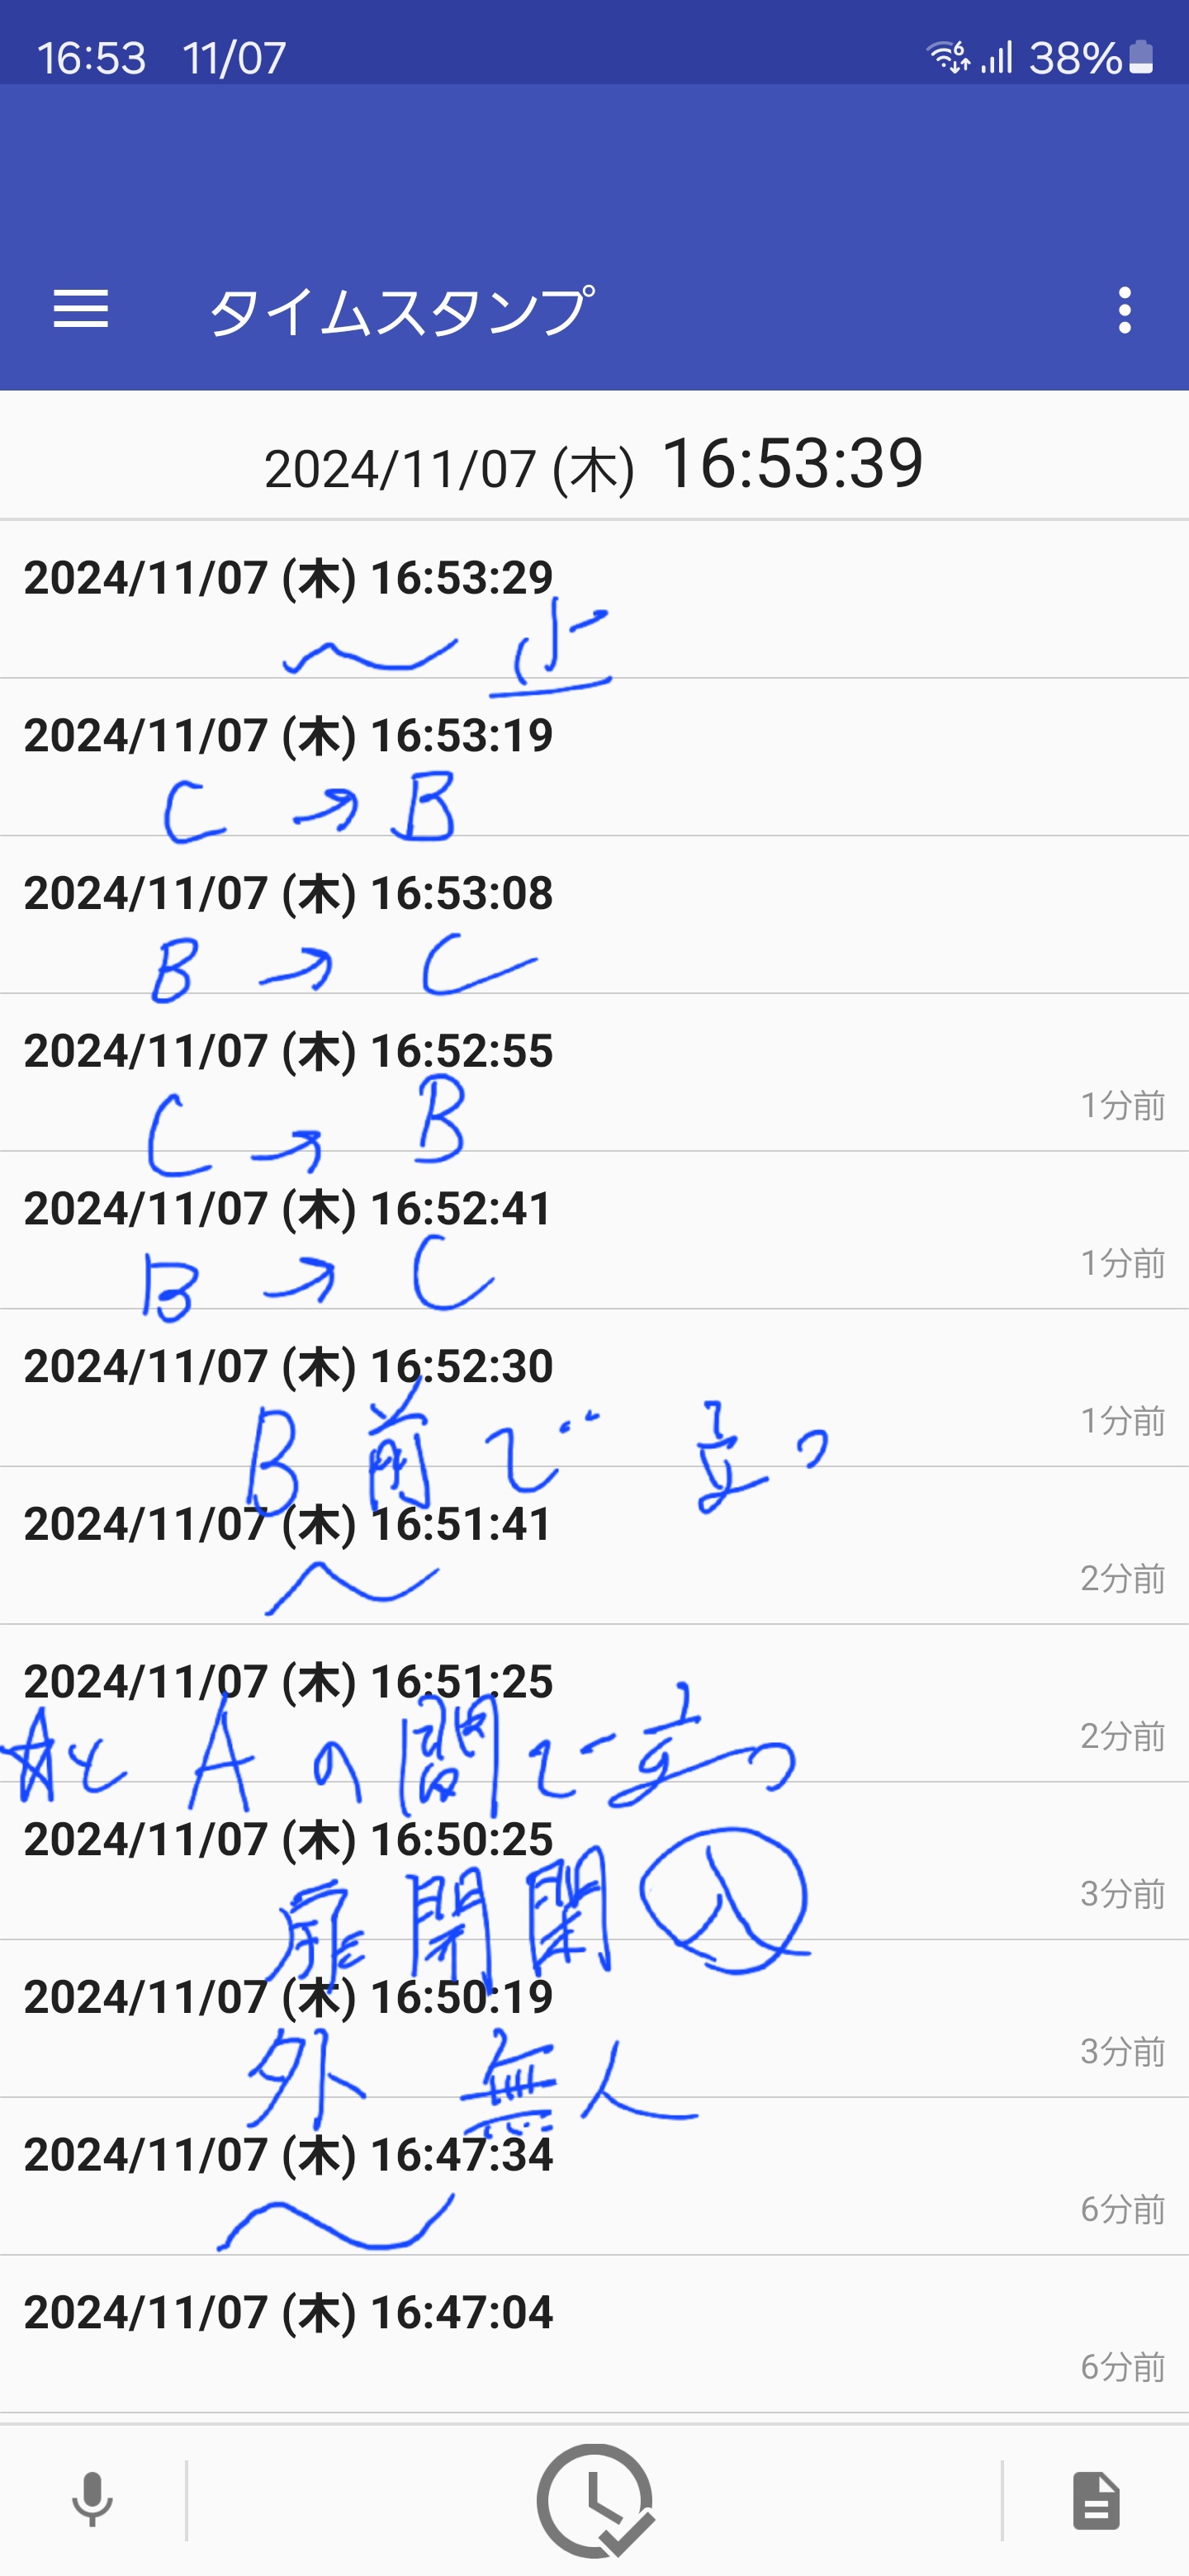 16:53 11/07 38%
タイムスタンプ
2024/11/07 (木) 16:53:39
2024/11/07 (木) 16:53:29
〜 止
2024/11/07 (木) 16:53:19
C → B
2024/11/07 (木) 16:53:08
B → C
2024/11/07 (木) 16:52:55
1分前
C → B
2024/11/07 (木) 16:52:41
1分前
B → C
2024/11/07 (木) 16:52:30
1分前
B 前で 立つ
2024/11/07 (木) 16:51:41
2分前
〜
2024/11/07 (木) 16:51:25
2分前
☆と A の間で立つ
2024/11/07 (木) 16:50:25
3分前
扉 開閉 入
2024/11/07 (木) 16:50:19
3分前
外 無人
2024/11/07 (木) 16:47:34
6分前
〜
2024/11/07 (木) 16:47:04
6分前